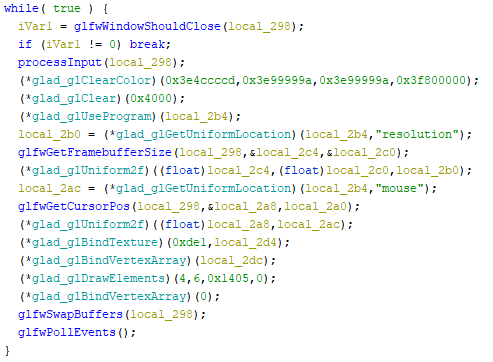 while( true ) {
iVar1 = glfwWindowShouldClose(local_298);
if (iVar1 != 0) break;
processInput(local_298);
(*glad_glClearColor)(0x3e4ccccd,0x3e99999a,0x3e99999a,0x3f800000);
(*glad_glClear)(0x4000);
(*glad_glUseProgram)(local_2b4);
local_2b0 = (*glad_glGetUniformLocation)(local_2b4,"resolution");
glfwGetFramebufferSize(local_298,&local_2c4,&local_2c0);
(*glad_glUniform2f)((float)local_2c4,(float)local_2c0,local_2b0);
local_2ac = (*glad_glGetUniformLocation)(local_2b4,"mouse");
glfwGetCursorPos(local_298,&local_2a8,local_2a0);
(*glad_glUniform2f)((float)local_2a8,local_2ac);
(*glad_glBindTexture)(0xde1,local_2d4);
(*glad_glBindVertexArray)(local_2dc);
(*glad_glDrawElements)(4,6,0x1405,0);
(*glad_glBindVertexArray)(0);
glfwSwapBuffers(local_298);
glfwPollEvents();
}